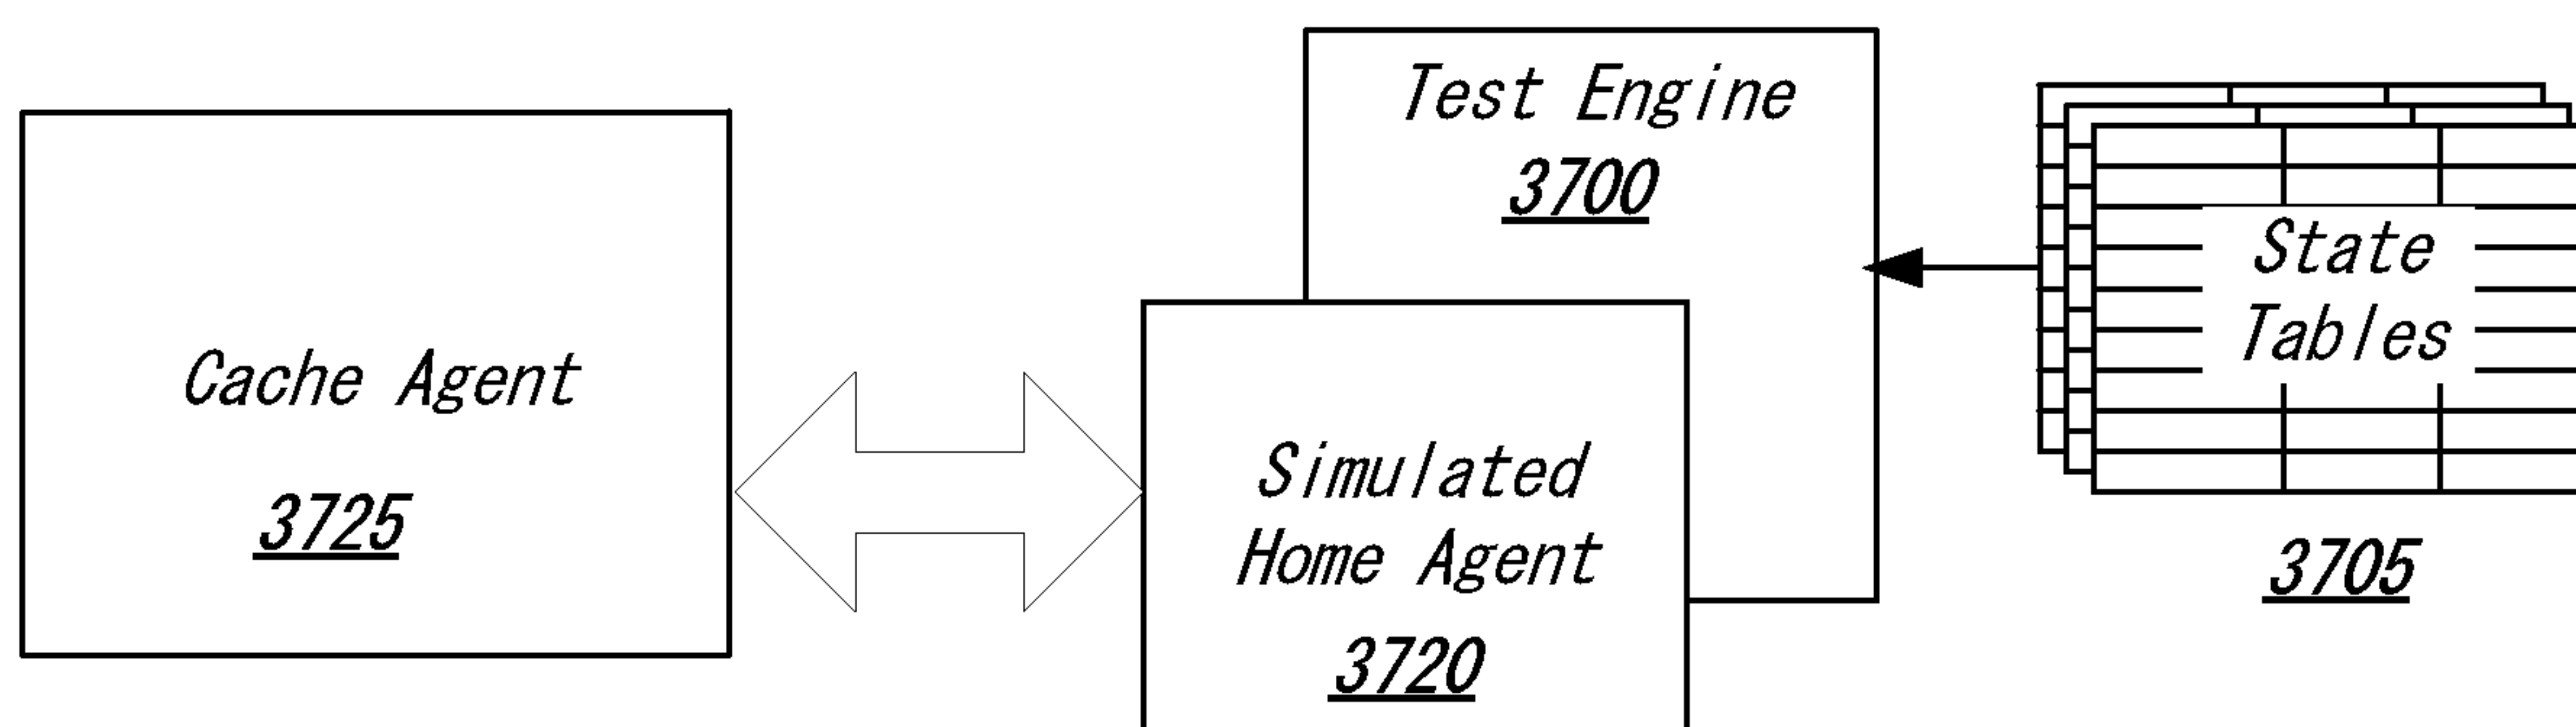 Test Engine
3700
State
Tables
3705
Cache Agent
3725
Simulated
Home Agent
3720